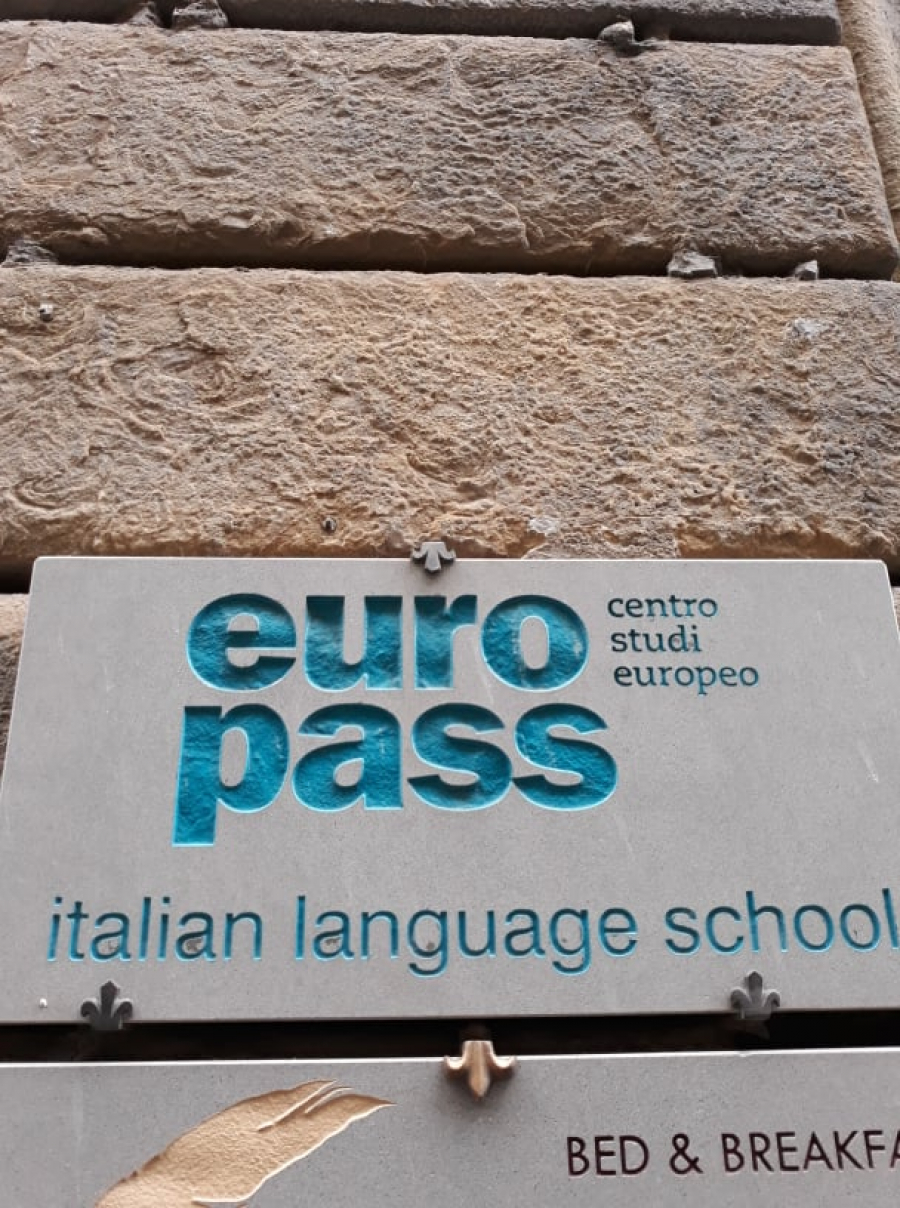 euro
pass
centro
studi
europeo
italian language school
BED & BREAKFA